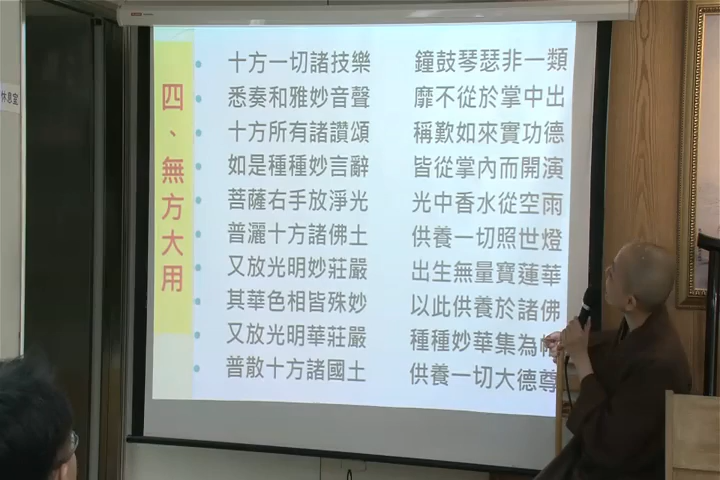 休息室
四、無方大用
十方一切諸技樂 鐘鼓琴瑟非一類
悉奏和雅妙音聲 靡不從於掌中出
十方所有諸讚頌 稱歎如來實功德
如是種種妙言辭 皆從掌內而開演
菩薩右手放淨光 光中香水從空雨
普灑十方諸佛土 供養一切照世燈
又放光明妙莊嚴 出生無量寶蓮華
其華色相皆殊妙 以此供養於諸佛
又放光明華莊嚴 種種妙華集為
普散十方諸國土 供養一切大德尊